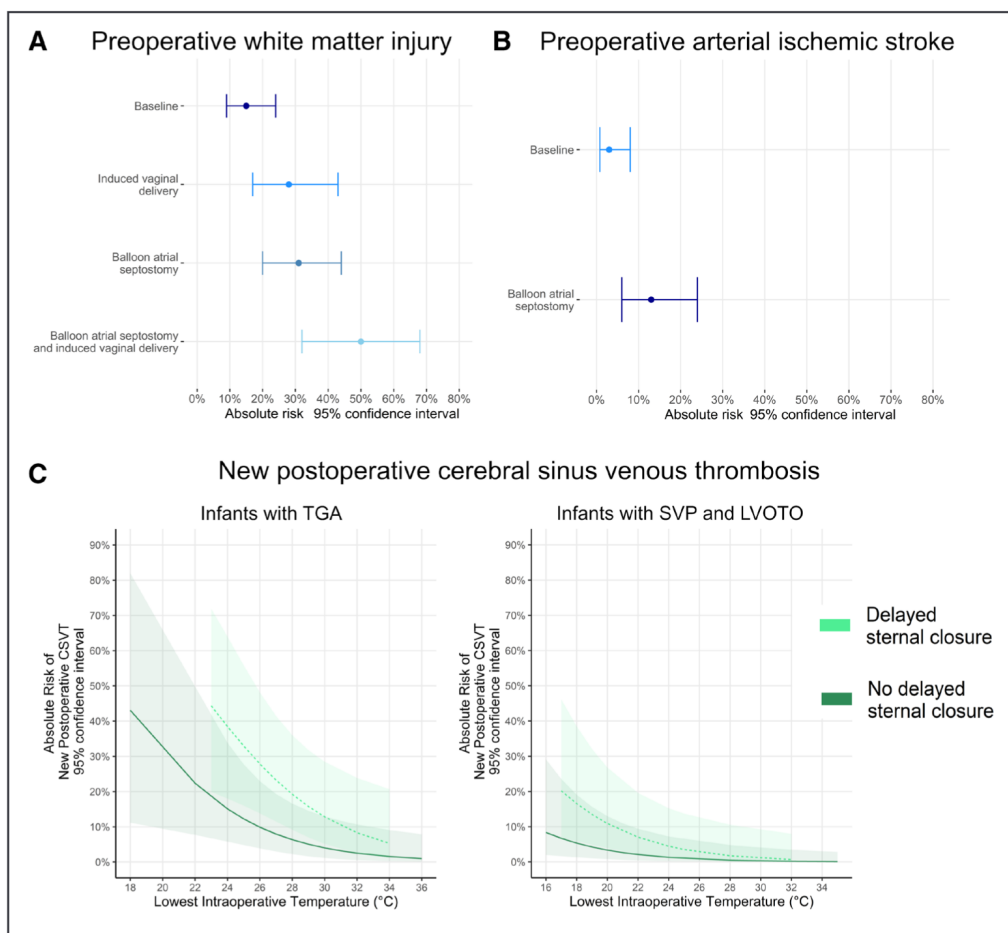 A Preoperative white matter injury
Baseline
Induced vaginal
delivery
Balloon atrial
septostomy
Balloon atrial septostomy
and induced vaginal delivery
0% 10% 20% 30% 40% 50% 60% 70% 80%
Absolute risk 95% confidence interval
B Preoperative arterial ischemic stroke
Baseline
Balloon atrial
septostomy
0% 10% 20% 30% 40% 50% 60% 70% 80%
Absolute risk 95% confidence interval
C New postoperative cerebral sinus venous thrombosis
Infants with TGA
Absolute Risk of
New Postoperative CSVT
95% confidence interval
90%
80%
70%
60%
50%
40%
30%
20%
10%
0%
18 20 22 24 26 28 30 32 34 36
Lowest Intraoperative Temperature (°C)
Infants with SVP and LVOTO
Absolute Risk of
New Postoperative CSVT
95% confidence interval
90%
80%
70%
60%
50%
40%
30%
20%
10%
0%
16 18 20 22 24 26 28 30 32 34
Lowest Intraoperative Temperature (°C)
Delayed
sternal closure
No delayed
sternal closure